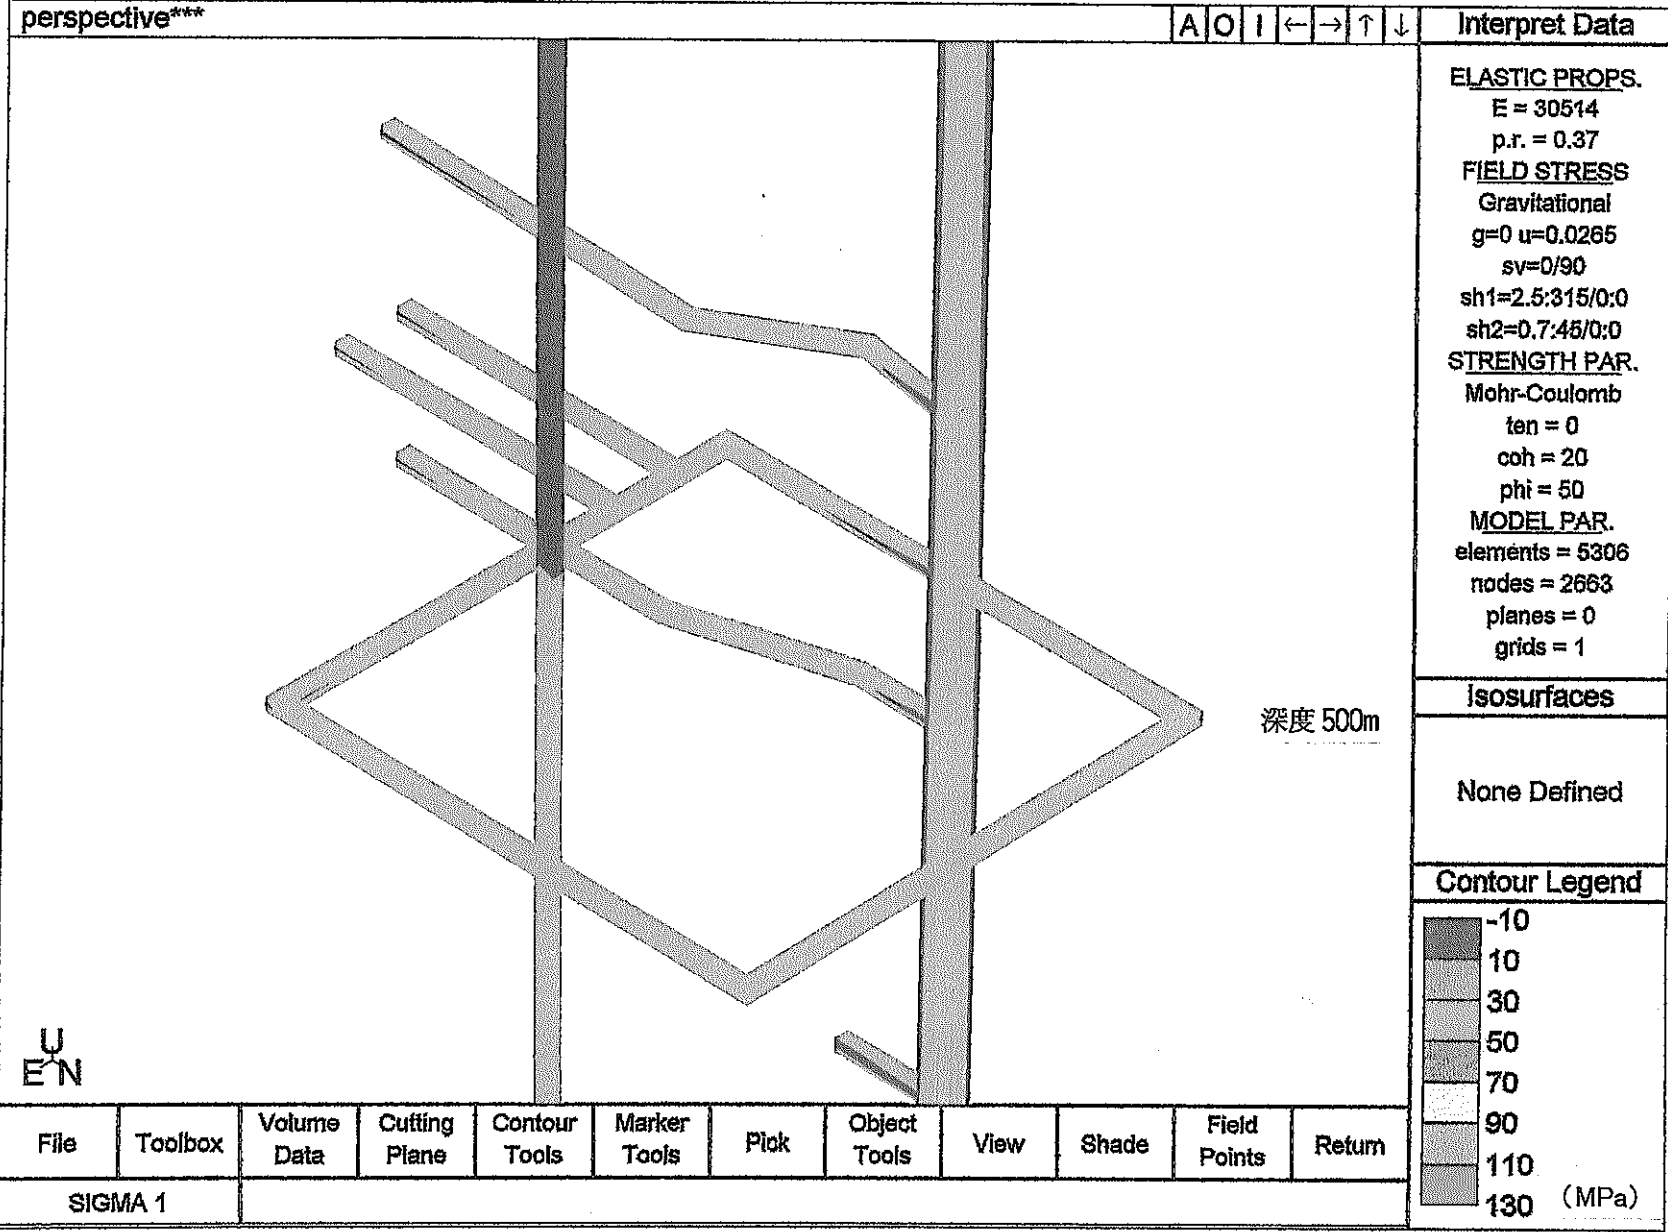 perspective***
A O I ← → ↑ ↓
Interpret Data
ELASTIC PROPS.
E = 30514
p.r. = 0.37
FIELD STRESS
Gravitational
g=0 u=0.0265
sv=0/90
sh1=2.5:315/0:0
sh2=0.7:45/0:0
STRENGTH PAR.
Mohr-Coulomb
ten = 0
coh = 20
phi = 50
MODEL PAR.
elements = 5306
nodes = 2663
planes = 0
grids = 1
Isosurfaces
None Defined
深度 500m
Contour Legend
-10
10
30
50
70
90
110
130 (MPa)
U
E N
File
Toolbox
Volume
Data
Cutting
Plane
Contour
Tools
Marker
Tools
Pick
Object
Tools
View
Shade
Field
Points
Return
SIGMA 1